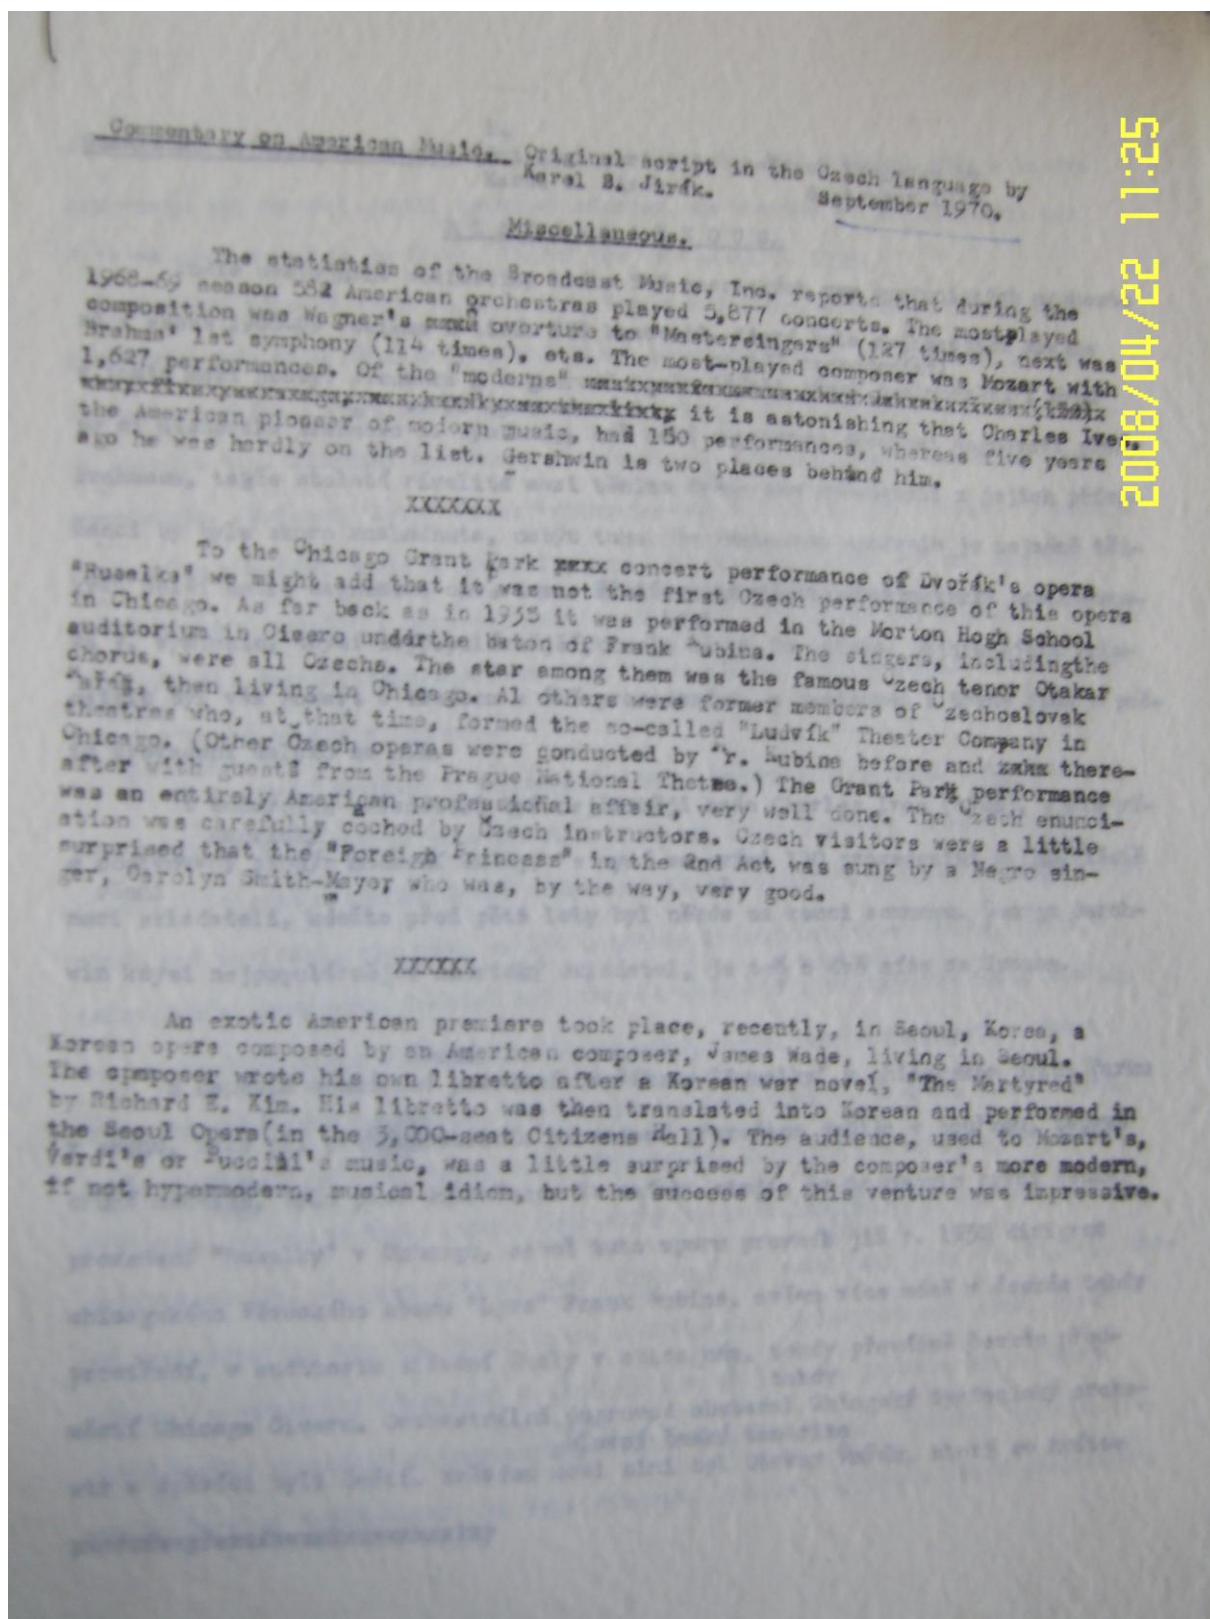 Commentary on American Music. Original script in the Czech language by
Karel B. Jirák. September 1970.
Miscellaneous.
The statistics of the Broadcast Music, Inc. reports that during the
1968-69 season 582 American orchestras played 5,877 concerts. The mostplayed
composition was Wagner's overture to "Mastersingers" (127 times), next was
Brahms' 1st symphony (114 times), ets. The most-played composer was Mozart with
1,627 performances. Of the "moderns"
it is astonishing that Charles Ives,
the American pioneer of modern music, had 150 performances, whereas five years
ago he was hardly on the list. Gershwin is two places behind him.
XXXXXXX
To the Chicago Grant Park xxxx concert performance of Dvořák's opera
"Rusalka" we might add that it was not the first Czech performance of this opera
in Chicago. As far back as in 1935 it was performed in the Morton Hogh School
auditorium in Cicero underthe baton of Frank Kubina. The singers, includingthe
chorus, were all Czechs. The star among them was the famous Czech tenor Otakar
then living in Chicago. Al others were former members of Czechoslovak
theatres who, at that time, formed the so-called "Ludvík" Theater Company in
Chicago. (Other Czech operas were conducted by Mr. Kubina before and xxxx there-
after with guests from the Prague National Thetre.) The Grant Park performance
was an entirely American professional affair, very well done. The Czech enunci-
ation was carefully coched by Czech instructors. Czech visitors were a little
surprised that the "Foreign Princess" in the 2nd Act was sung by a Negro sin-
ger, Carolyn Smith-Meyer who was, by the way, very good.
XXXXXX
An exotic American premiere took place, recently, in Seoul, Korea, a
Korean opera composed by an American composer, James Wade, living in Seoul.
The composer wrote his own libretto after a Korean war novel, "The Martyred"
by Richard E. Kim. His libretto was then translated into Korean and performed in
the Seoul Opera(in the 3,000-seat Citizens Hall). The audience, used to Mozart's,
Verdi's or Puccini's music, was a little surprised by the composer's more modern,
if not hypermodern, musical idiom, but the success of this venture was impressive.
2008/04/22 11:25